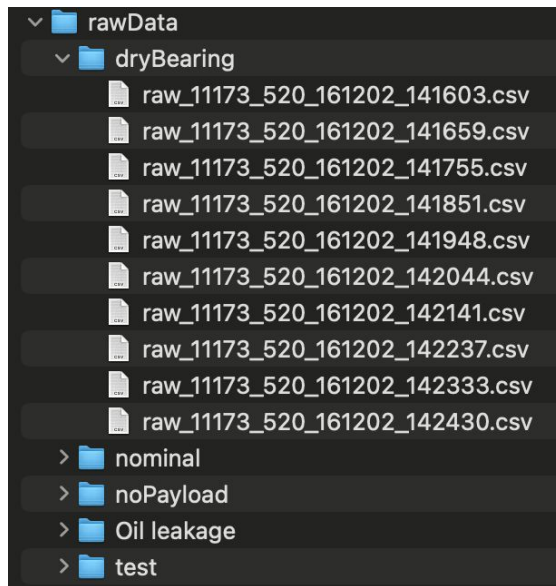 rawData
dryBearing
raw_11173_520_161202_141603.csv
raw_11173_520_161202_141659.csv
raw_11173_520_161202_141755.csv
raw_11173_520_161202_141851.csv
raw_11173_520_161202_141948.csv
raw_11173_520_161202_142044.csv
raw_11173_520_161202_142141.csv
raw_11173_520_161202_142237.csv
raw_11173_520_161202_142333.csv
raw_11173_520_161202_142430.csv
nominal
noPayload
Oil leakage
test